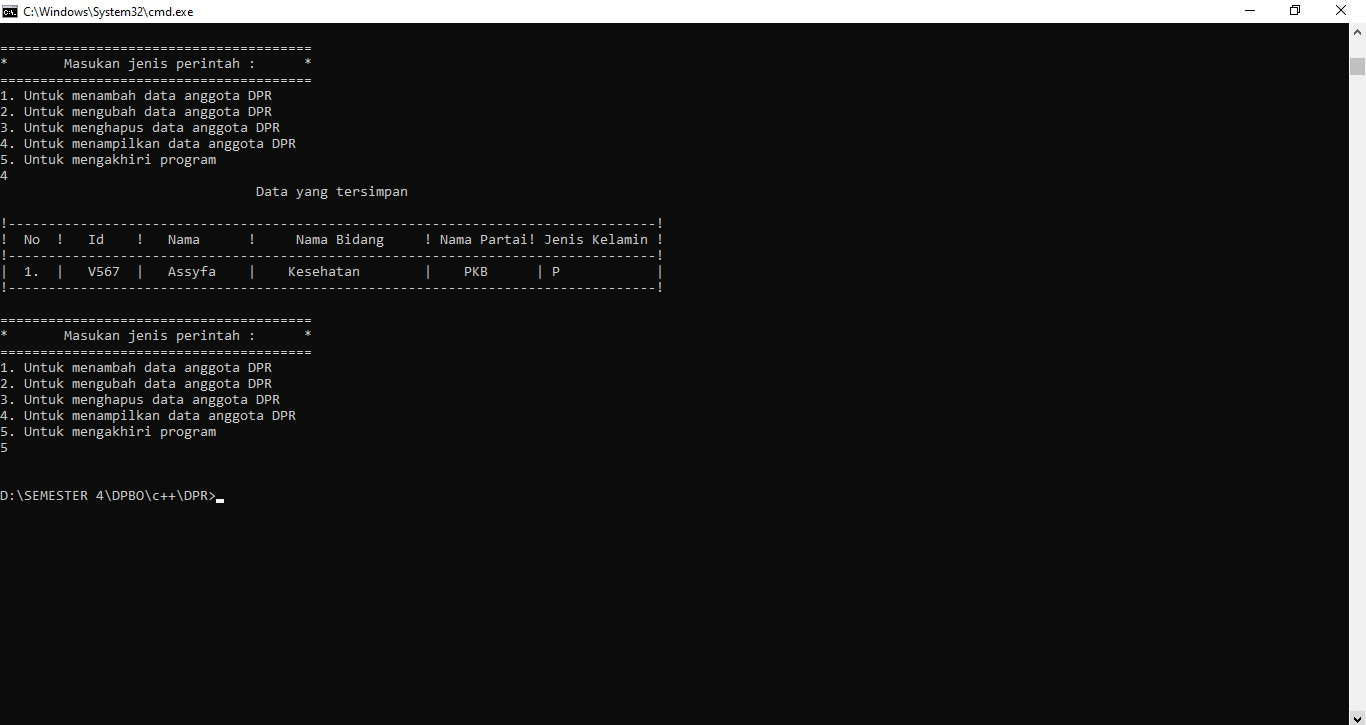 C:\Windows\System32\cmd.exe
=======================================
*       Masukan jenis perintah :      *
=======================================
1. Untuk menambah data anggota DPR
2. Untuk mengubah data anggota DPR
3. Untuk menghapus data anggota DPR
4. Untuk menampilkan data anggota DPR
5. Untuk mengakhiri program
4
                                Data yang tersimpan
!---------------------------------------------------------------------------------!
!  No  !   Id    !   Nama      !     Nama Bidang     ! Nama Partai! Jenis Kelamin !
!---------------------------------------------------------------------------------!
|  1.  |   V567  |   Assyfa    |    Kesehatan        |    PKB      | P            |
!---------------------------------------------------------------------------------!
=======================================
*       Masukan jenis perintah :      *
=======================================
1. Untuk menambah data anggota DPR
2. Untuk mengubah data anggota DPR
3. Untuk menghapus data anggota DPR
4. Untuk menampilkan data anggota DPR
5. Untuk mengakhiri program
5
D:\SEMESTER 4\DPBO\c++\DPR>